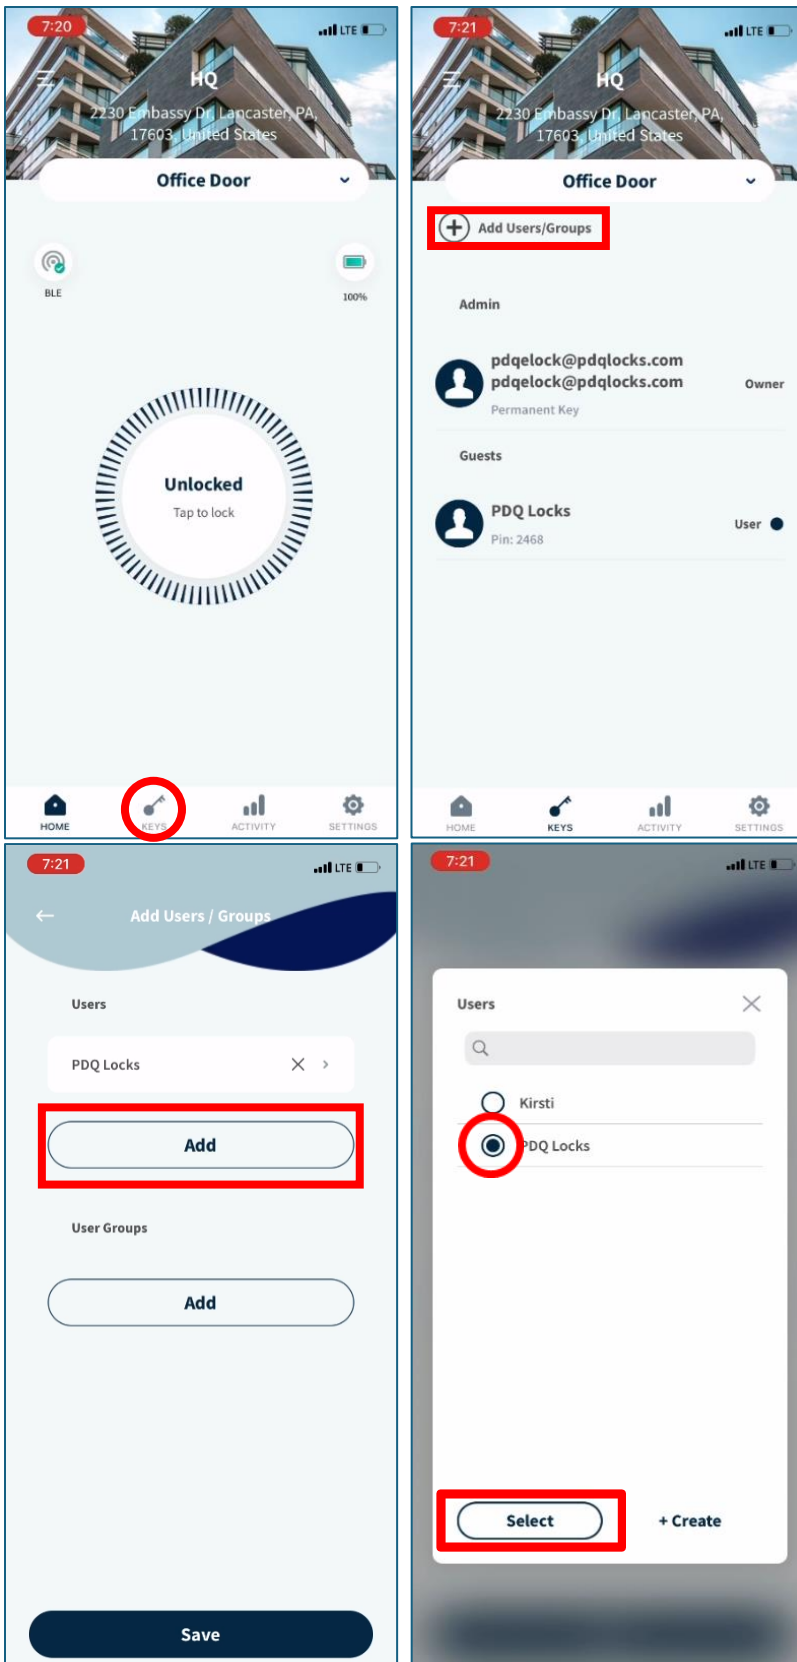 7:20
LTE
HQ
2230 Embassy Dr, Lancaster, PA,
17603, United States
Office Door
BLE
100%
Unlocked
Tap to lock
HOME
KEYS
ACTIVITY
SETTINGS
7:21
LTE
HQ
2230 Embassy Dr, Lancaster, PA,
17603, United States
Office Door
Add Users/Groups
Admin
pdqelock@pdqlocks.com
pdqelock@pdqlocks.com
Owner
Permanent Key
Guests
PDQ Locks
User
Pin: 2468
HOME
KEYS
ACTIVITY
SETTINGS
7:21
LTE
Add Users / Groups
Users
PDQ Locks
Add
User Groups
Add
Save
7:21
LTE
Users
Kirsti
PDQ Locks
Select
+ Create